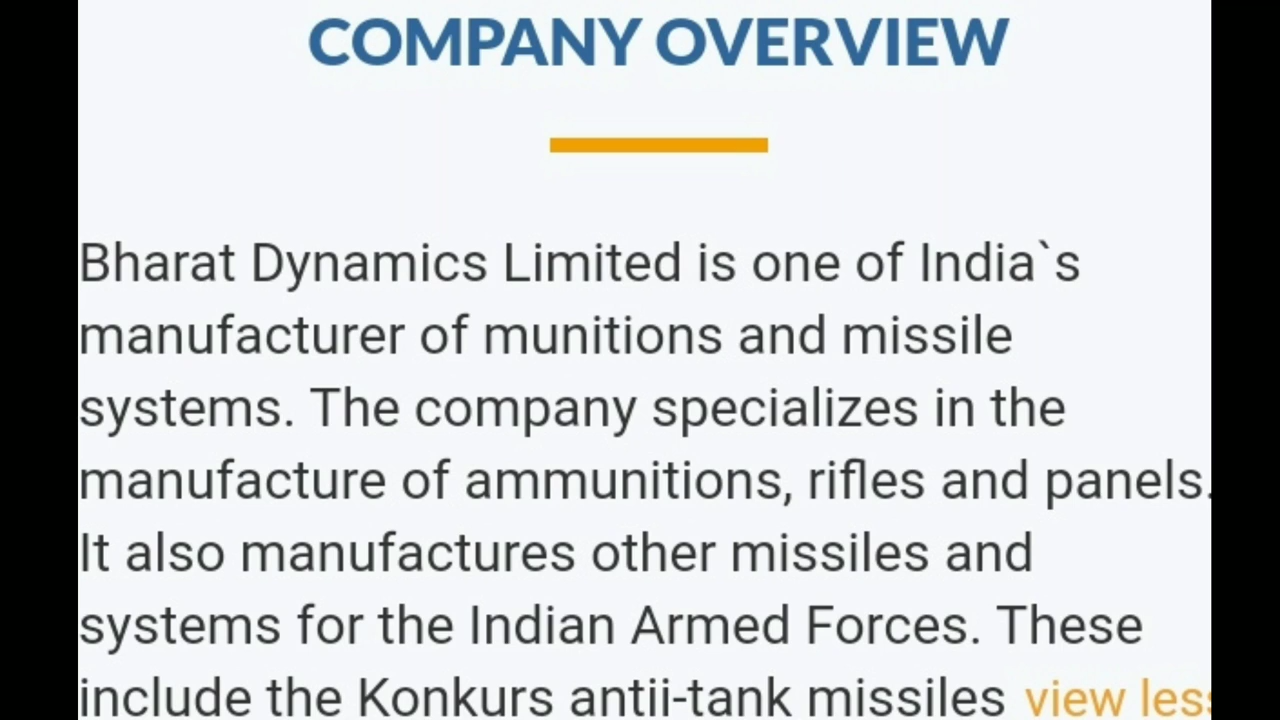 COMPANY OVERVIEW
Bharat Dynamics Limited is one of India`s
manufacturer of munitions and missile
systems. The company specializes in the
manufacture of ammunitions, rifles and panels.
It also manufactures other missiles and
systems for the Indian Armed Forces. These
include the Konkurs antii-tank missiles view less